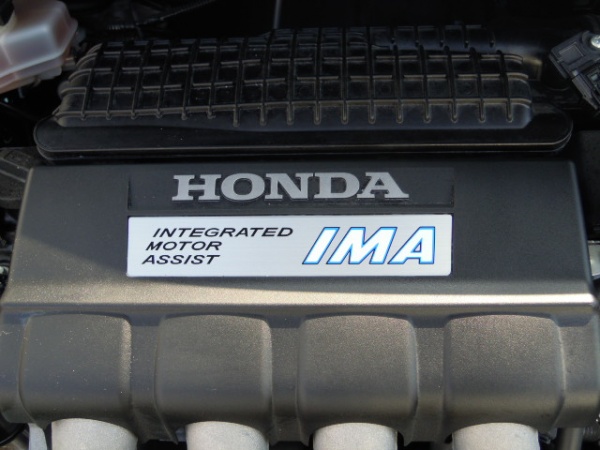 HONDA
INTEGRATED
MOTOR
ASSIST
IMA